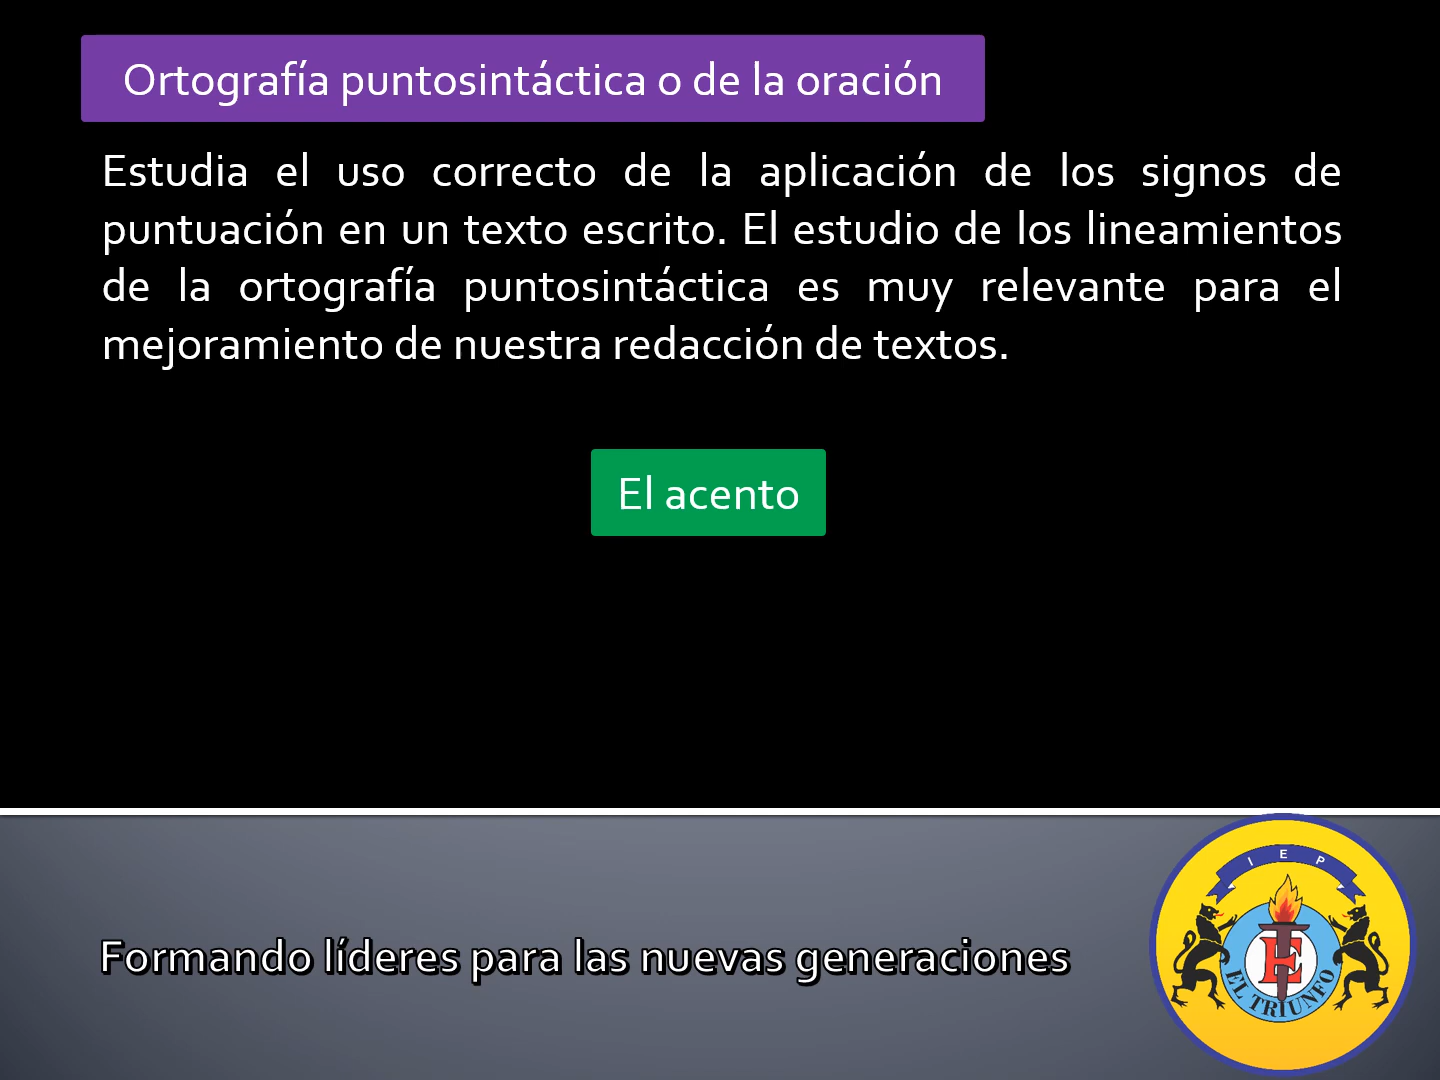 Ortografía puntosintáctica o de la oración
Estudia el uso correcto de la aplicación de los signos de
puntuación en un texto escrito. El estudio de los lineamientos
de la ortografía puntosintáctica es muy relevante para el
mejoramiento de nuestra redacción de textos.
El acento
Formando líderes para las nuevas generaciones
I E P
E
EL TRIUNFO